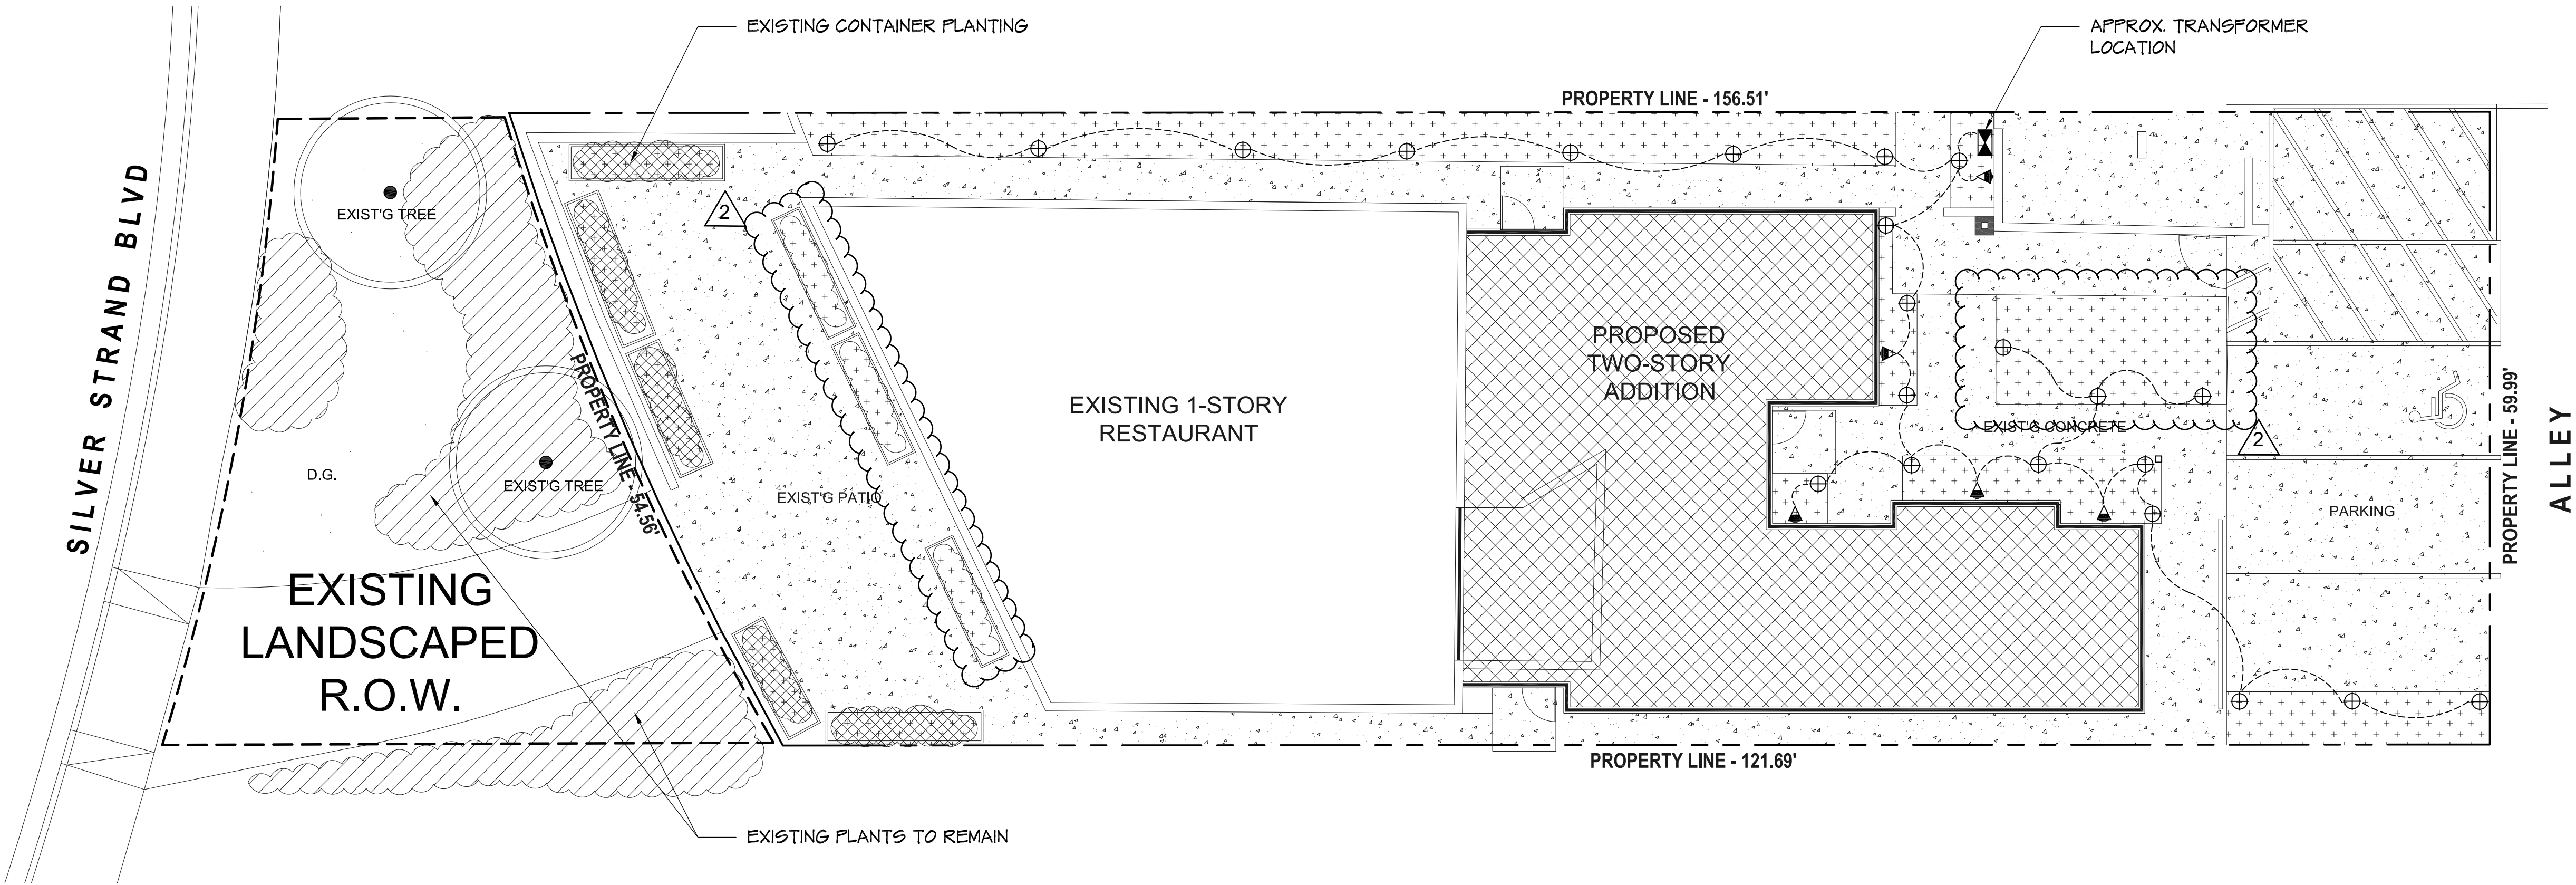 EXISTING CONTAINER PLANTING
APPROX. TRANSFORMER
LOCATION
PROPERTY LINE - 156.51'
SILVER STRAND BLVD
EXIST'G TREE
2
PROPOSED
TWO-STORY
ADDITION
EXISTING 1-STORY
RESTAURANT
PROPERTY LINE - 54.56'
EXIST'G CONCRETE
2
PROPERTY LINE - 59.99'
ALLEY
D.G.
EXIST'G TREE
EXIST'G PATIO
PARKING
EXISTING
LANDSCAPED
R.O.W.
PROPERTY LINE - 121.69'
EXISTING PLANTS TO REMAIN